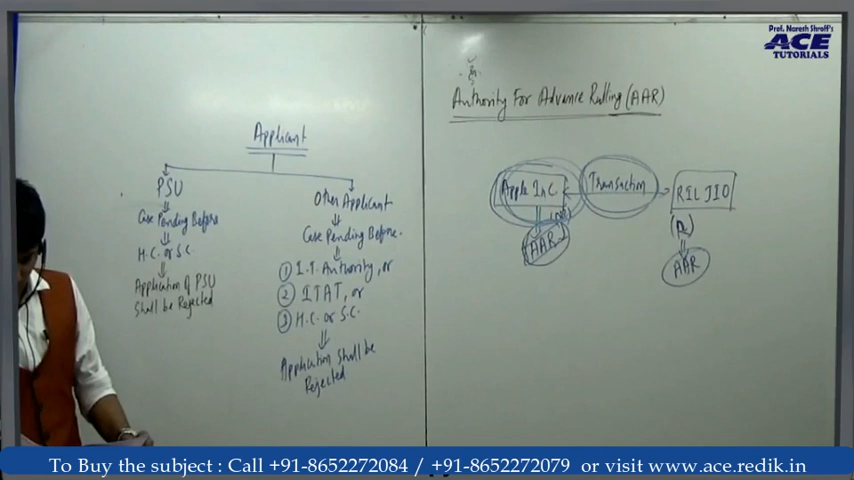 Prof. Naresh Shroff's
ACE
TUTORIALS
Applicant
PSU
Case Pending Before
H.C. or S.C.
Application of PSU
Shall be Rejected
Other Applicant
Case Pending Before.
① I.T. Authority, or
② ITAT, or
③ H.C. or S.C.
Application Shall be
Rejected
Authority For Advance Rulling (AAR)
Apple InC
Transaction
RIL JIO
AAR
AAR
To Buy the subject : Call +91-8652272084 / +91-8652272079 or visit www.ace.redik.in